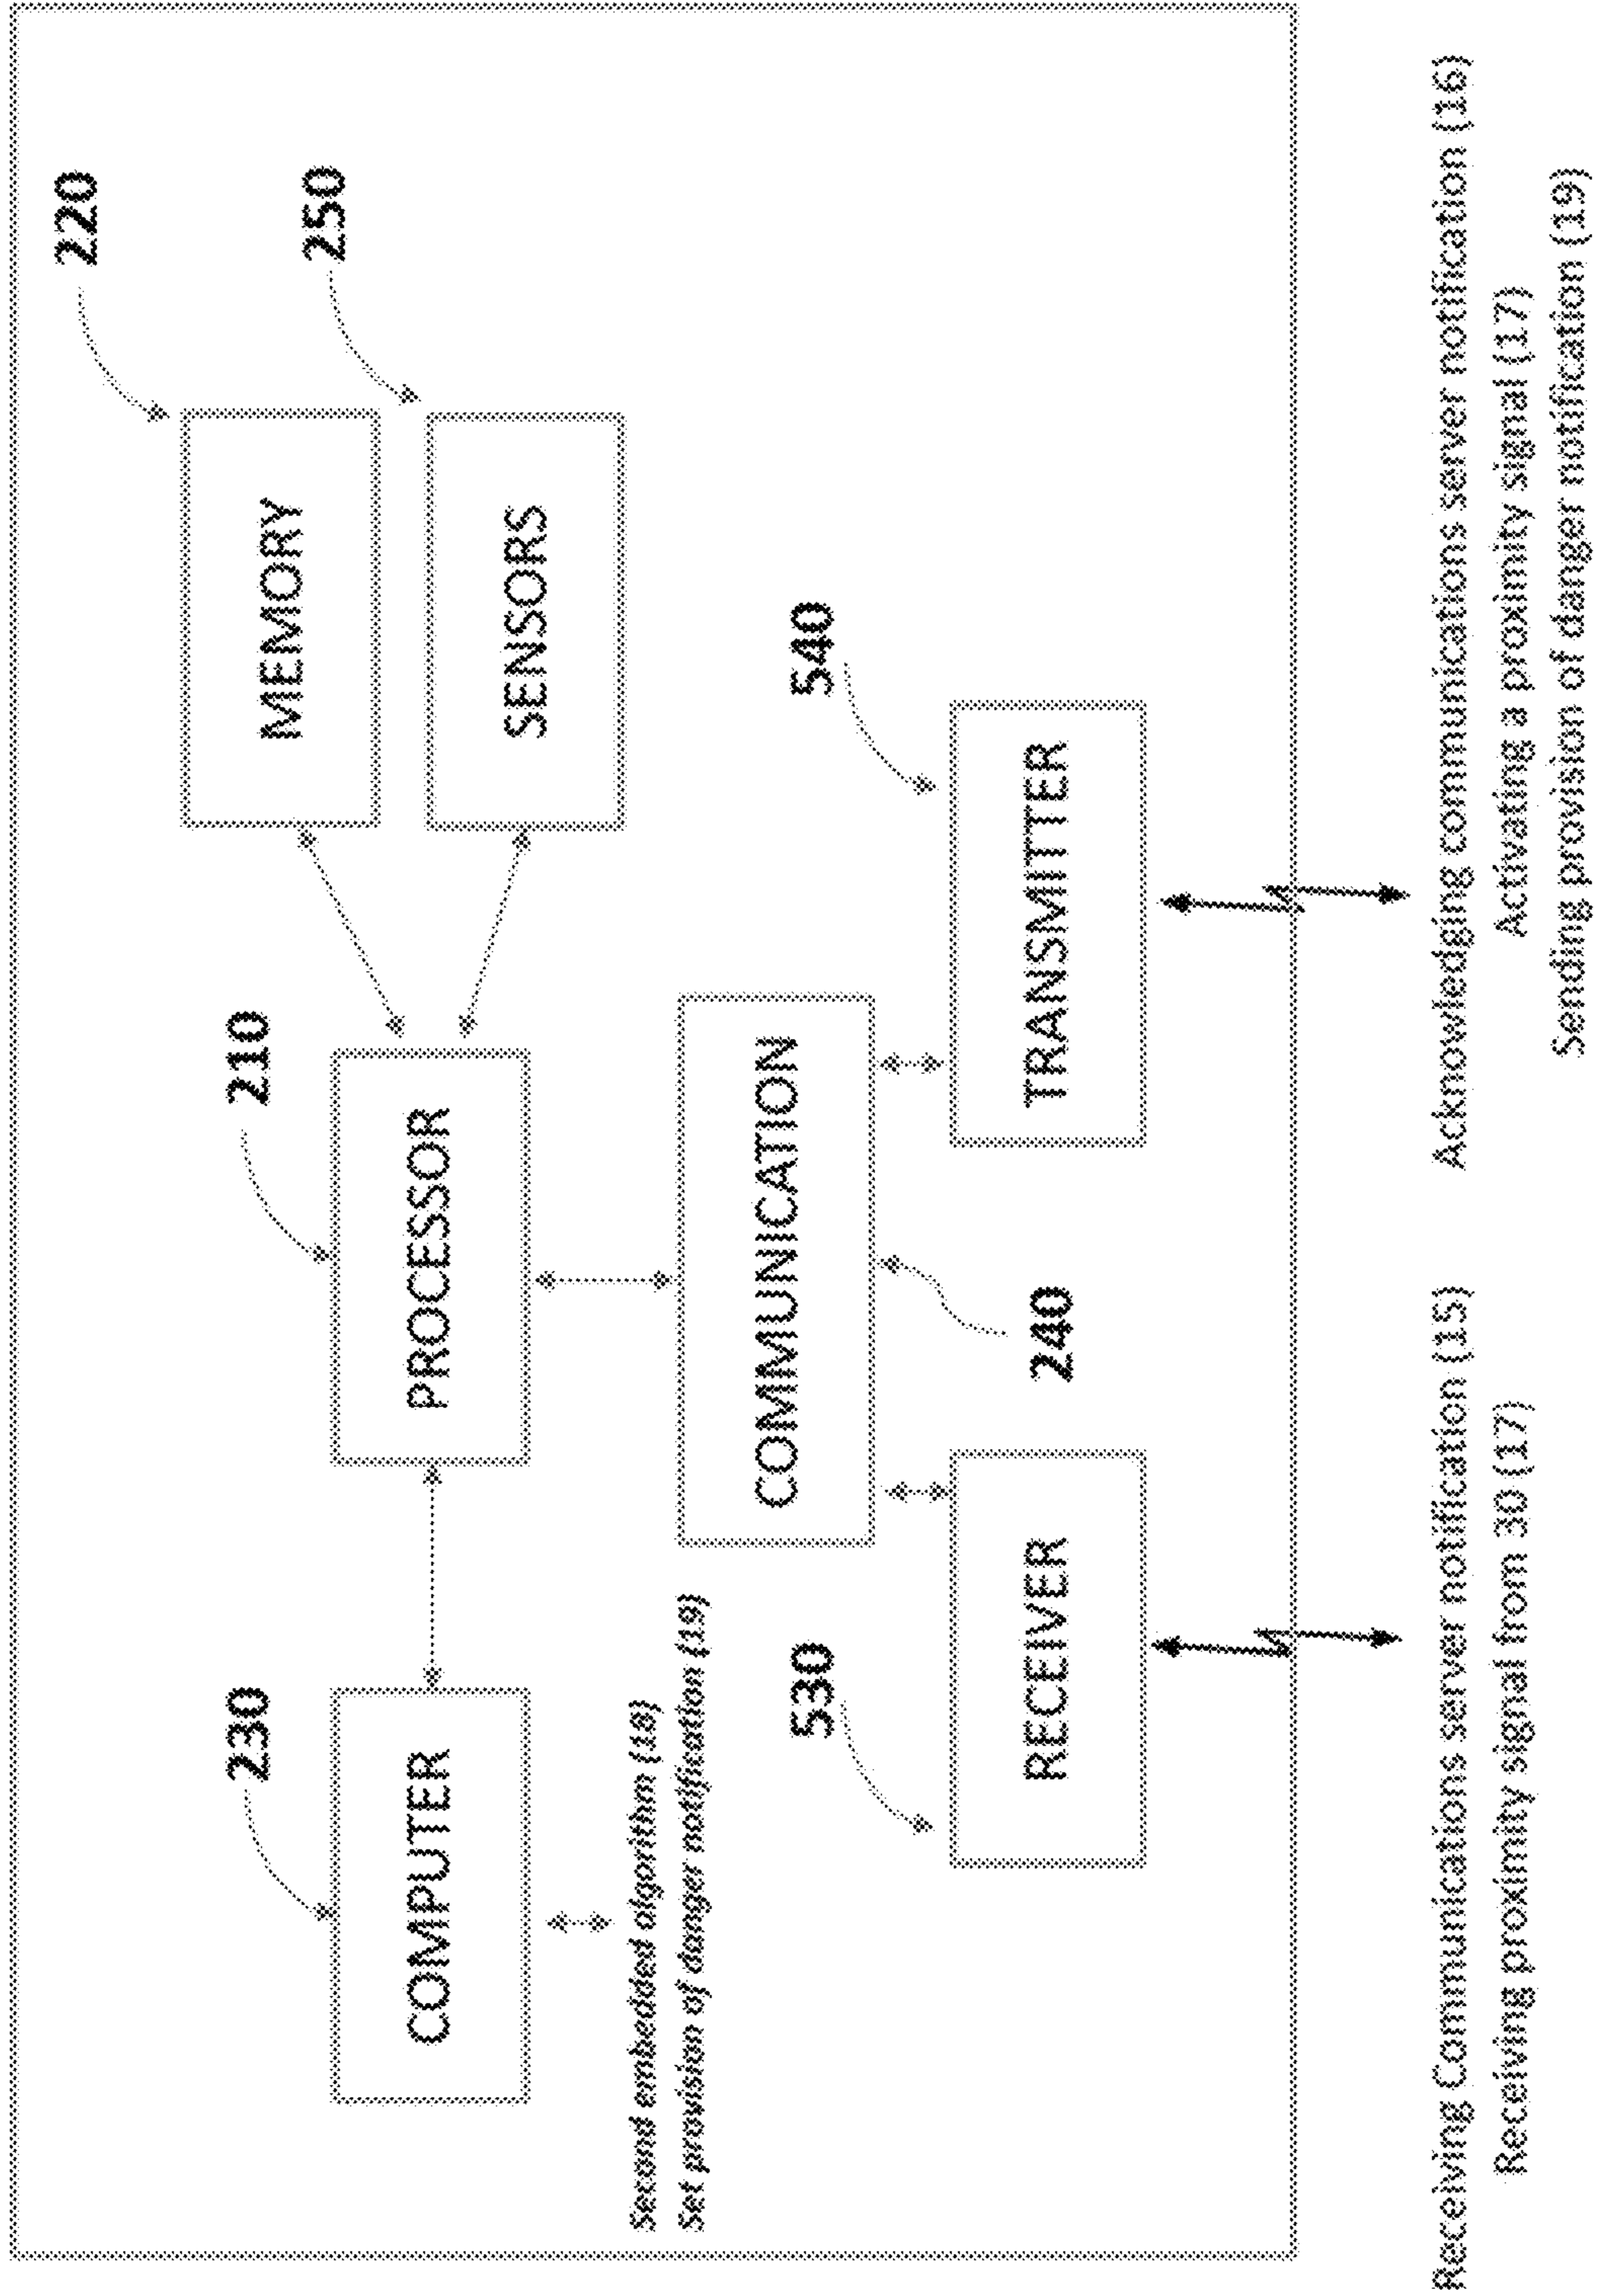 220
250
MEMORY
SENSORS
210
230
PROCESSOR
COMPUTER
Second embedded algorithm (18)
Set provision of danger notification (19)
COMMUNICATION
540
530
240
RECEIVER
TRANSMITTER
Receiving Communications server notification (15)
Receiving proximity signal from 30 (17)
Acknowledging communications server notification (16)
Activating a proximity signal (17)
Sending provision of danger notification (19)